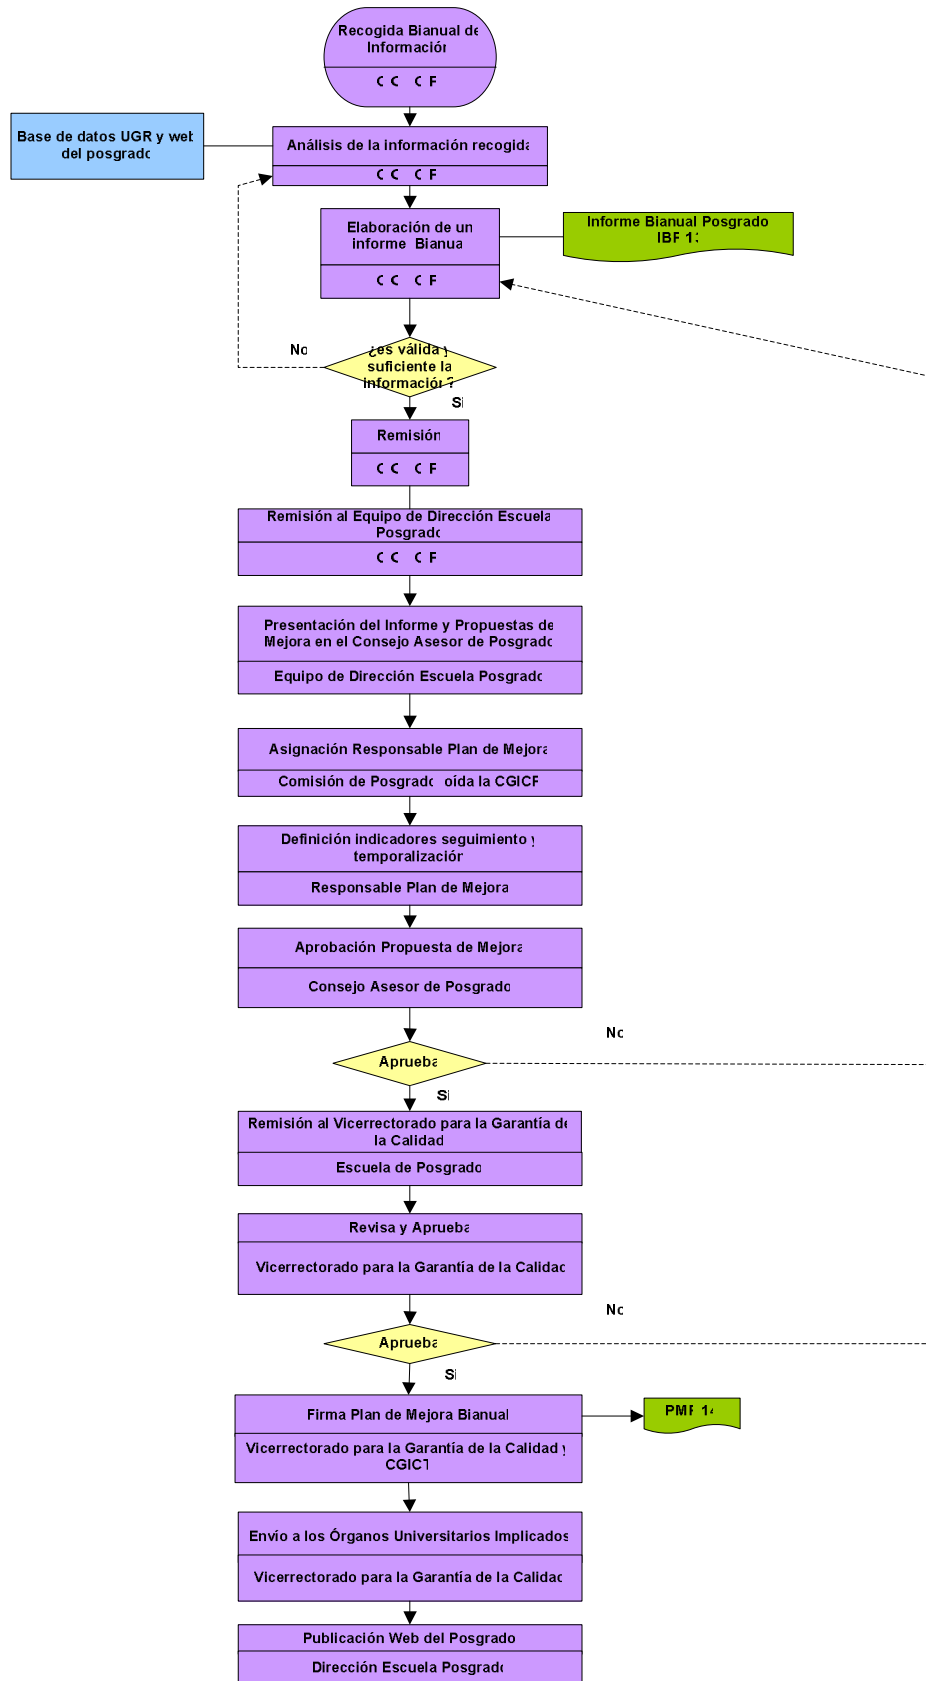 Recogida Bianual de
Información
C C C P
Base de datos UGR y web
del posgrado
Análisis de la información recogida
C C C P
Elaboración de un
informe Bianual
Informe Bianual Posgrado
IBP 13
C C C P
No
¿es válida y
suficiente la
información?
Si
Remisión
C C C P
Remisión al Equipo de Dirección Escuela
Posgrado
C C C P
Presentación del Informe y Propuestas de
Mejora en el Consejo Asesor de Posgrado
Equipo de Dirección Escuela Posgrado
Asignación Responsable Plan de Mejora
Comisión de Posgrado oída la CGICP
Definición indicadores seguimiento y
temporalización
Responsable Plan de Mejora
Aprobación Propuesta de Mejora
Consejo Asesor de Posgrado
No
Aprueba
Si
Remisión al Vicerrectorado para la Garantía de
la Calidad
Escuela de Posgrado
Revisa y Aprueba
Vicerrectorado para la Garantía de la Calidad
No
Aprueba
Si
Firma Plan de Mejora Bianual
PMP 14
Vicerrectorado para la Garantía de la Calidad y
CGICT
Envío a los Órganos Universitarios Implicados
Vicerrectorado para la Garantía de la Calidad
Publicación Web del Posgrado
Dirección Escuela Posgrado